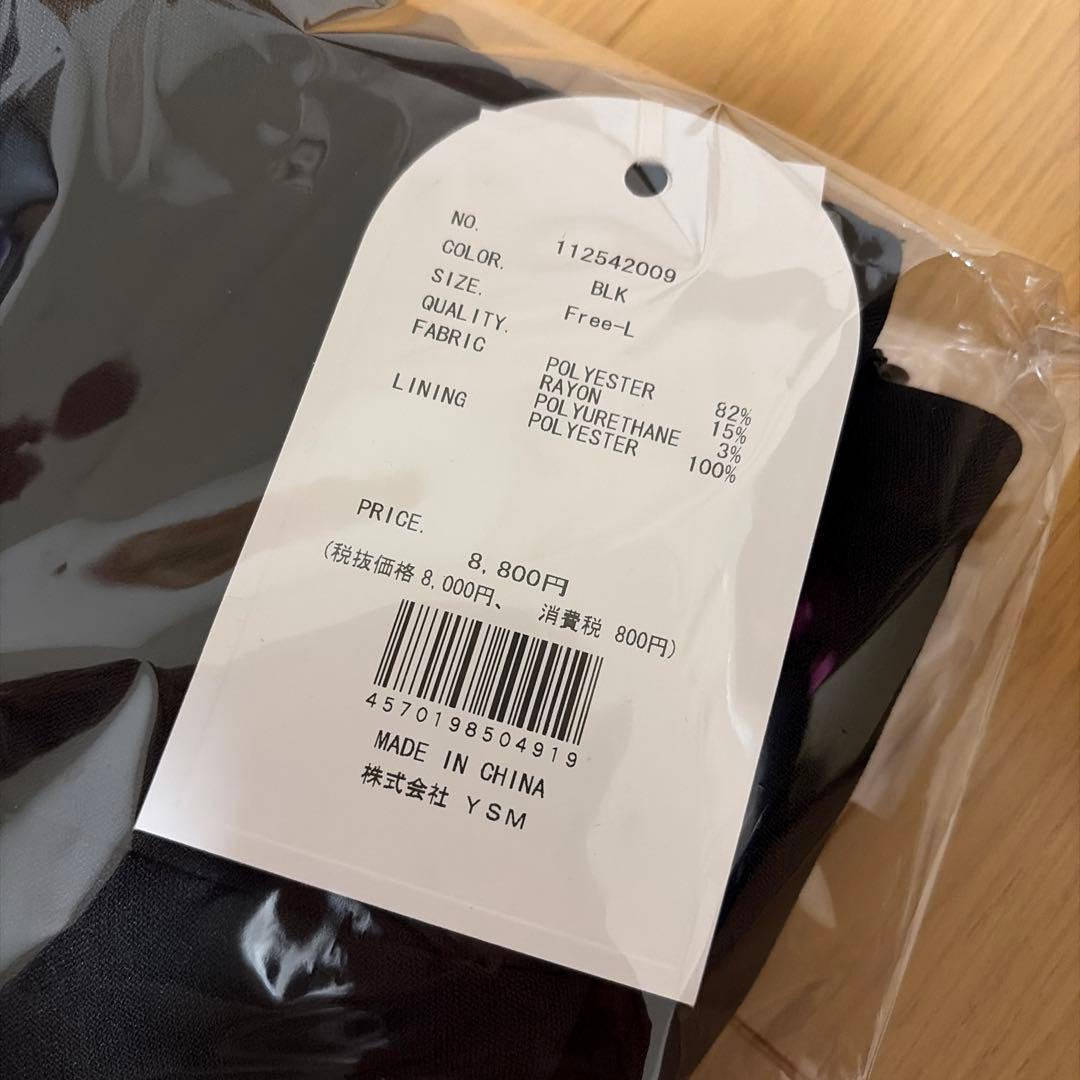 NO. 112542009
COLOR. BLK
SIZE. Free-L
QUALITY.
FABRIC POLYESTER 82%
RAYON 15%
POLYURETHANE 3%
LINING POLYESTER 100%
PRICE. 8,800円
(税抜価格 8,000円、 消費税 800円)
4570198504919
MADE IN CHINA
株式会社 YSM